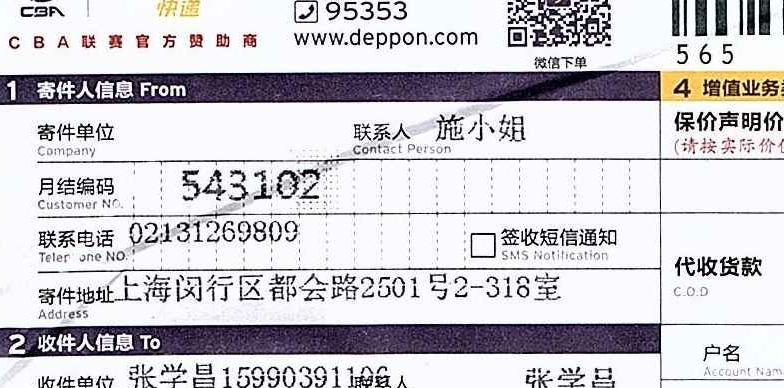 CBA 快递 95353
CBA联赛官方赞助商 www.deppon.com
微信下单
565
1 寄件人信息 From
4 增值业务
寄件单位 联系人 施小姐
Company Contact Person
保价声明价
(请按实际价
月结编码 543102
Customer NO.
联系电话 02131269809 签收短信通知
Telep one NO. SMS Notification
代收货款
C.O.D
寄件地址 上海闵行区都会路2501号2-318室
Address
2 收件人信息 To
户名
Account Nam
收件单位 张学昌15990391106 人 张学昌